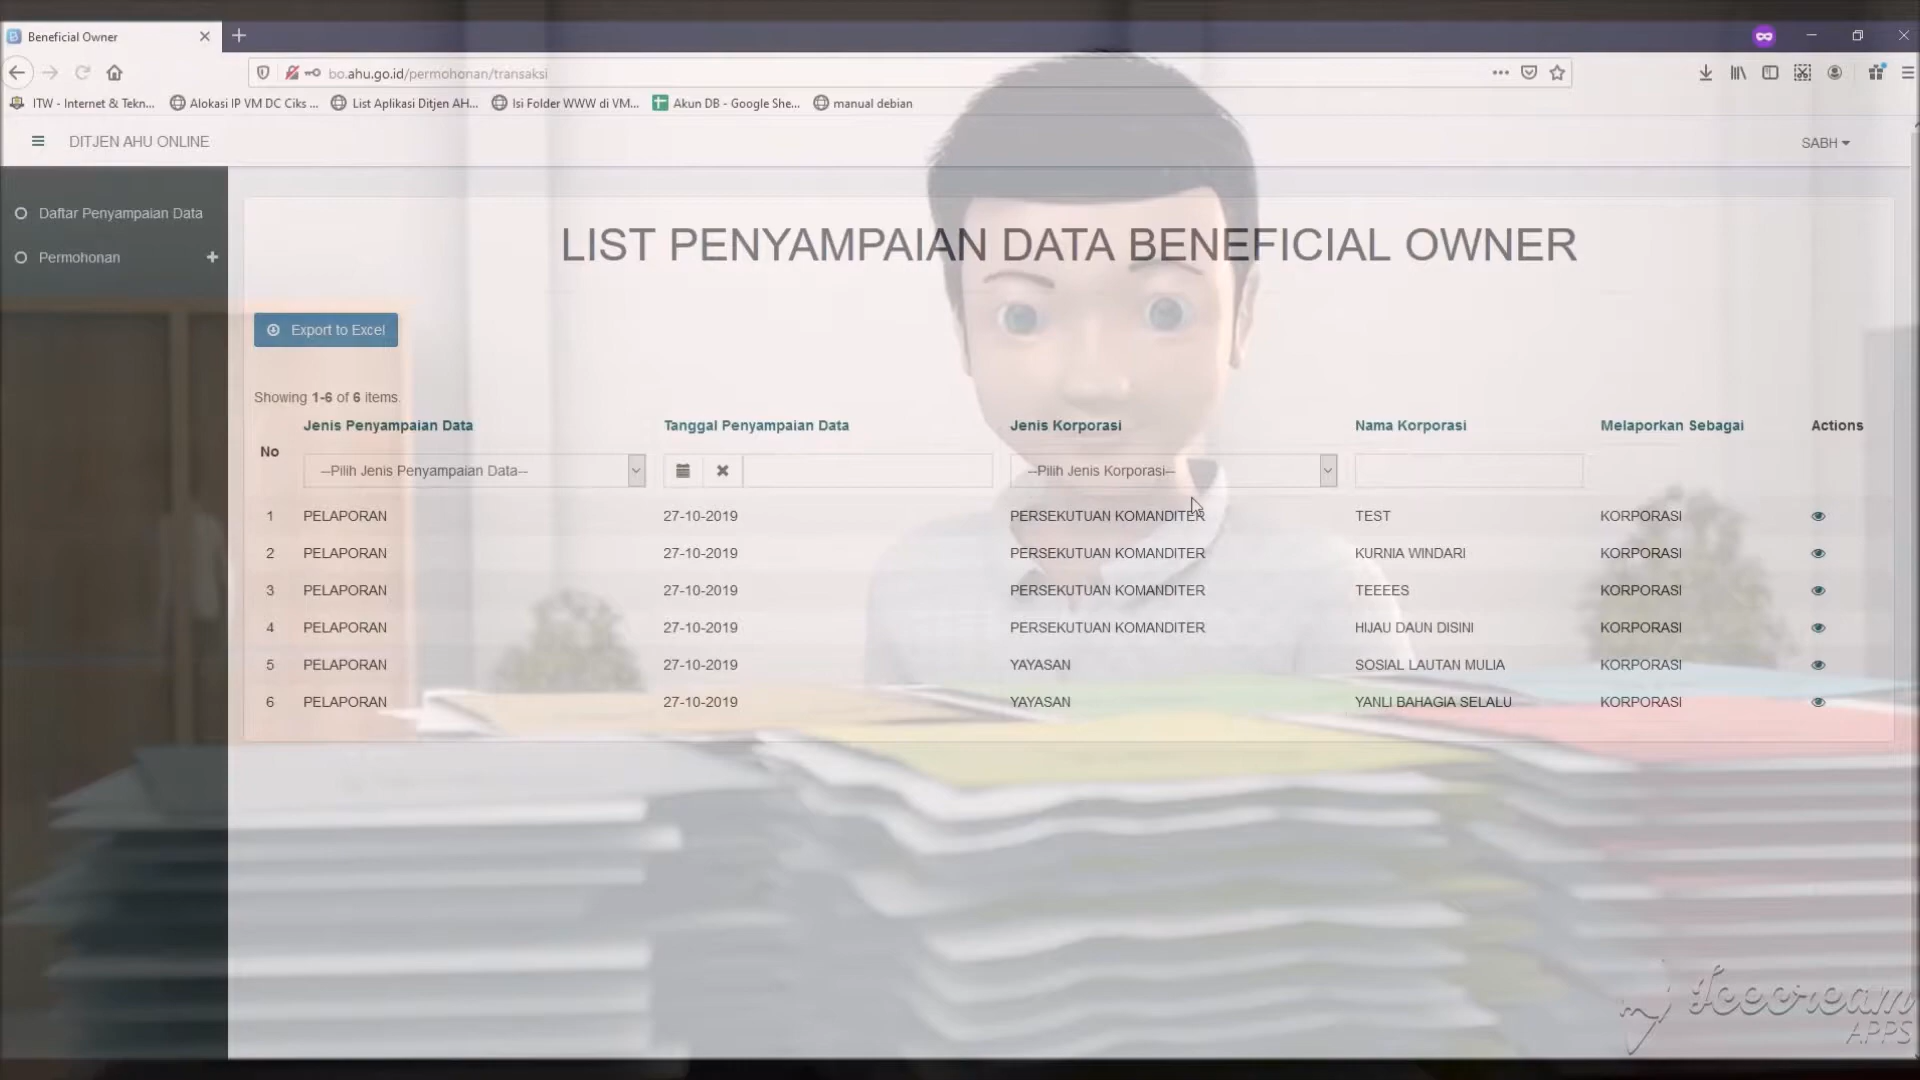 Beneficial Owner
bo.ahu.go.id/permohonan/transaksi
ITW - Internet & Tekn... Alokasi IP VM DC Ciks ... List Aplikasi Ditjen AH... Isi Folder WWW di VM... Akun DB - Google She... manual debian
DITJEN AHU ONLINE
SABH
Daftar Penyampaian Data
Permohonan
LIST PENYAMPAIAN DATA BENEFICIAL OWNER
Export to Excel
Showing 1-6 of 6 items.
No Jenis Penyampaian Data Tanggal Penyampaian Data Jenis Korporasi Nama Korporasi Melaporkan Sebagai Actions
--Pilih Jenis Penyampaian Data-- --Pilih Jenis Korporasi--
1 PELAPORAN 27-10-2019 PERSEKUTUAN KOMANDITER TEST KORPORASI
2 PELAPORAN 27-10-2019 PERSEKUTUAN KOMANDITER KURNIA WINDARI KORPORASI
3 PELAPORAN 27-10-2019 PERSEKUTUAN KOMANDITER TEEEES KORPORASI
4 PELAPORAN 27-10-2019 PERSEKUTUAN KOMANDITER HIJAU DAUN DISINI KORPORASI
5 PELAPORAN 27-10-2019 YAYASAN SOSIAL LAUTAN MULIA KORPORASI
6 PELAPORAN 27-10-2019 YAYASAN YANLI BAHAGIA SELALU KORPORASI
Icecream
APPS